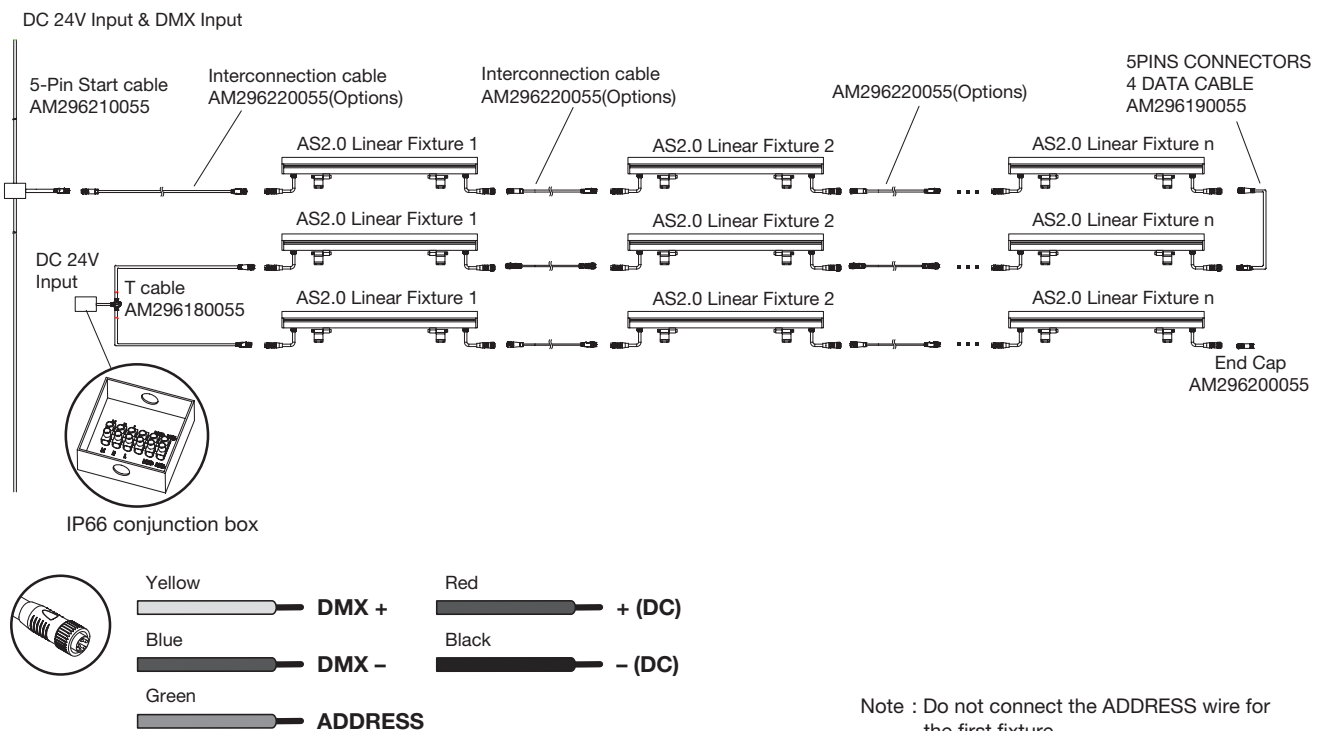 DC 24V Input & DMX Input
5-Pin Start cable
AM296210055
Interconnection cable
AM296220055(Options)
Interconnection cable
AM296220055(Options)
AM296220055(Options)
5PINS CONNECTORS
4 DATA CABLE
AM296190055
AS2.0 Linear Fixture 1
AS2.0 Linear Fixture 2
AS2.0 Linear Fixture n
AS2.0 Linear Fixture 1
AS2.0 Linear Fixture 2
AS2.0 Linear Fixture n
DC 24V
Input
T cable
AM296180055
AS2.0 Linear Fixture 1
AS2.0 Linear Fixture 2
AS2.0 Linear Fixture n
End Cap
AM296200055
IP66 conjunction box
Yellow
DMX +
Red
+ (DC)
Blue
DMX –
Black
– (DC)
Green
ADDRESS
Note : Do not connect the ADDRESS wire for
the first fixture